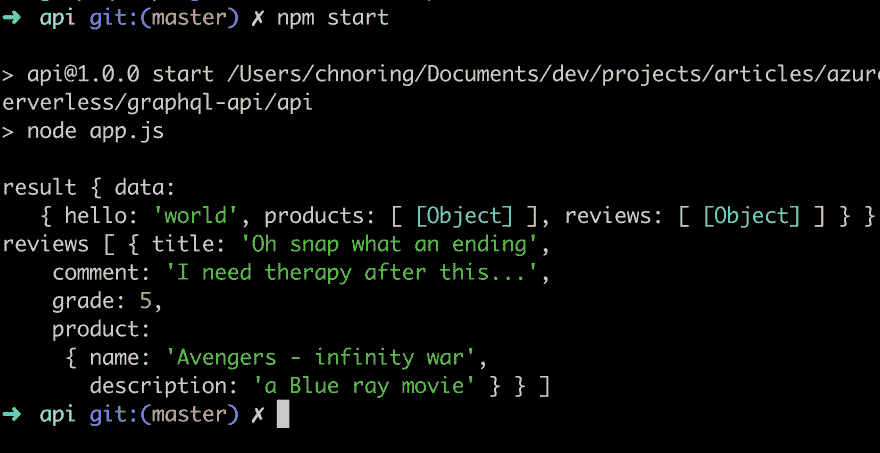 ➜ api git:(master) ✗ npm start
> api@1.0.0 start /Users/chnoring/Documents/dev/projects/articles/azure
erverless/graphql-api/api
> node app.js
result { data:
   { hello: 'world', products: [ [Object] ], reviews: [ [Object] ] } }
reviews [ { title: 'Oh snap what an ending',
    comment: 'I need therapy after this...',
    grade: 5,
    product:
     { name: 'Avengers - infinity war',
       description: 'a Blue ray movie' } } ]
➜ api git:(master) ✗